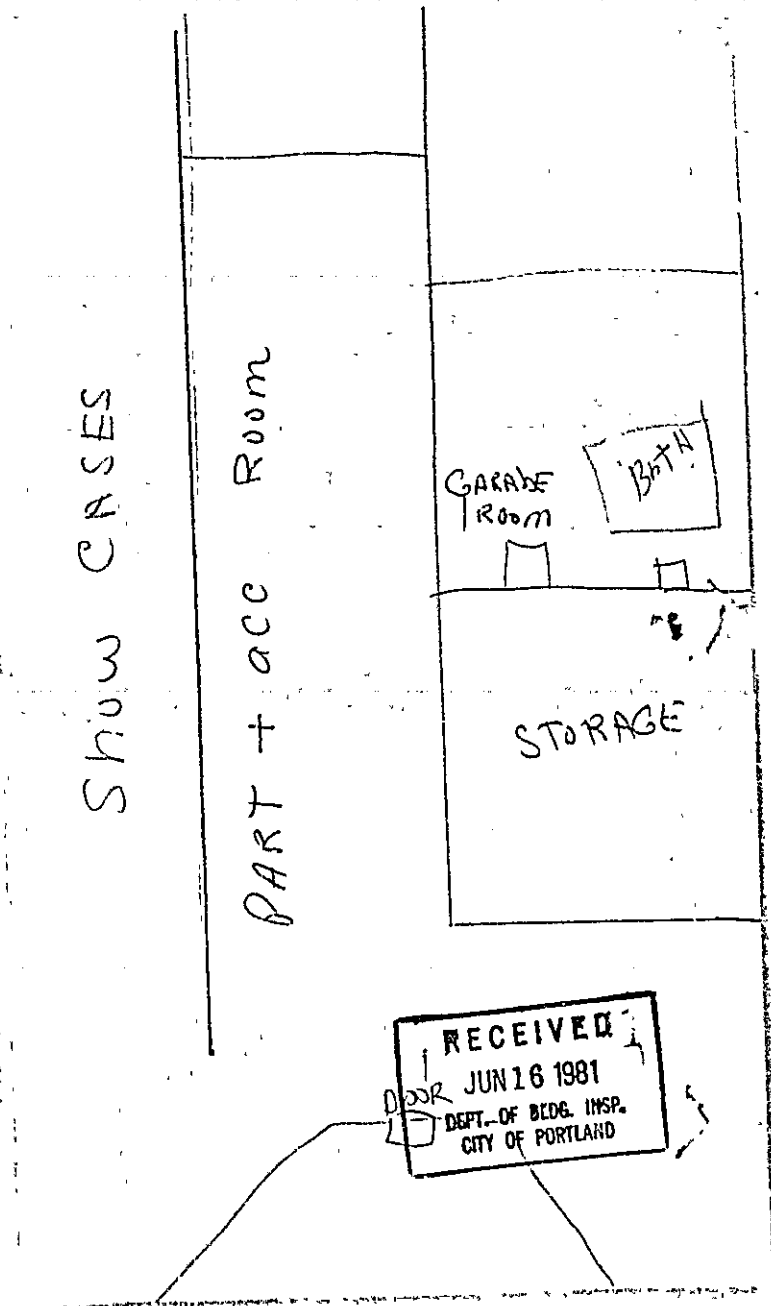 Show CASES
PART + acc Room
GARABE
ROOM
BATH
STORAGE
DOOR
RECEIVED
JUN 16 1981
DEPT. OF BLDG. INSP.
CITY OF PORTLAND